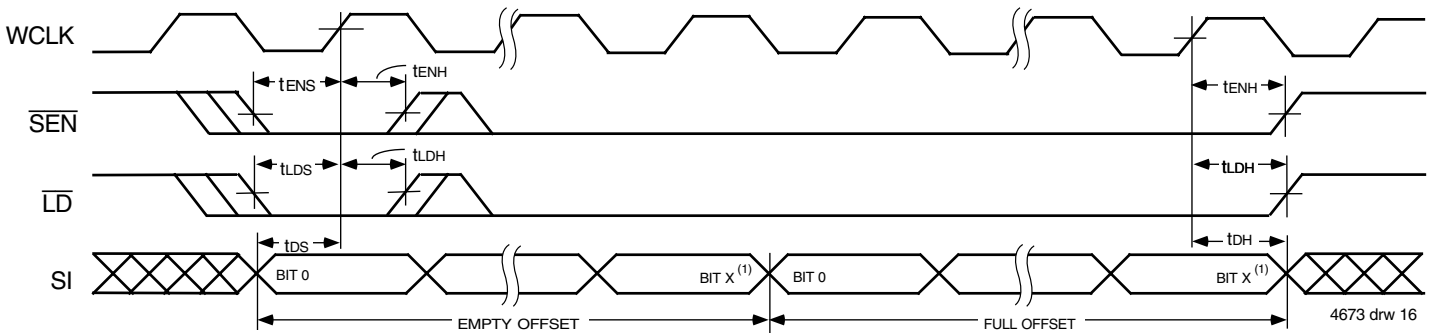 WCLK
tENS
tENH
tENH
SEN
tLDS
tLDH
tLDH
LD
tDS
tDH
SI
BIT 0
BIT X (1)
BIT 0
BIT X (1)
EMPTY OFFSET
FULL OFFSET
4673 drw 16